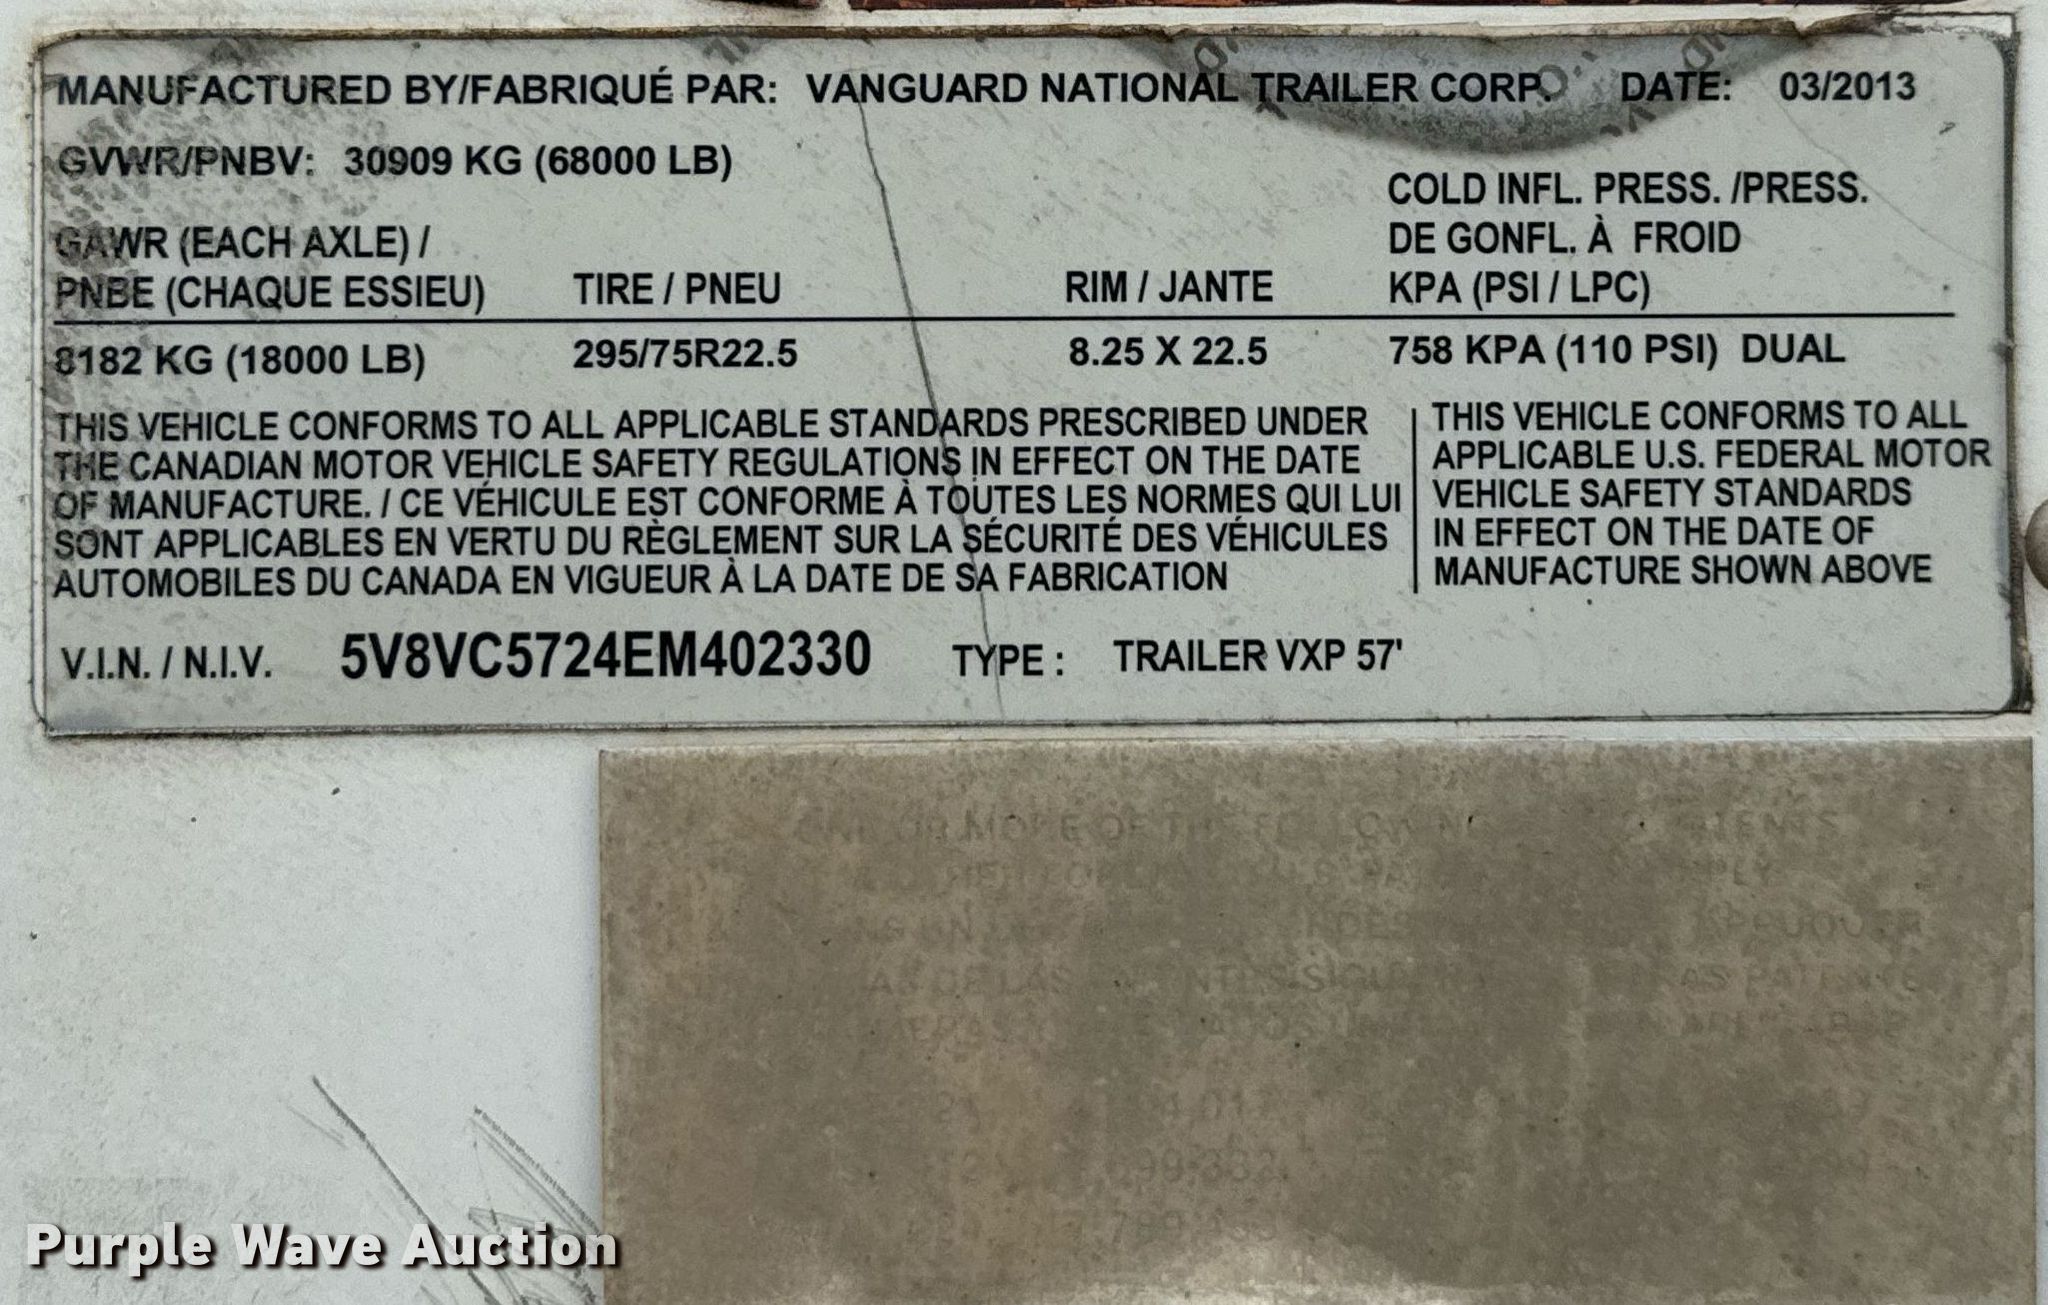 MANUFACTURED BY/FABRIQUÉ PAR: VANGUARD NATIONAL TRAILER CORP. DATE: 03/2013
GVWR/PNBV: 30909 KG (68000 LB)
GAWR (EACH AXLE) /
PNBE (CHAQUE ESSIEU)
TIRE / PNEU
RIM / JANTE
COLD INFL. PRESS. /PRESS.
DE GONFL. À FROID
KPA (PSI / LPC)
8182 KG (18000 LB) 295/75R22.5 8.25 X 22.5 758 KPA (110 PSI) DUAL
THIS VEHICLE CONFORMS TO ALL APPLICABLE STANDARDS PRESCRIBED UNDER
THE CANADIAN MOTOR VEHICLE SAFETY REGULATIONS IN EFFECT ON THE DATE
OF MANUFACTURE. / CE VÉHICULE EST CONFORME À TOUTES LES NORMES QUI LUI
SONT APPLICABLES EN VERTU DU RÈGLEMENT SUR LA SÉCURITÉ DES VÉHICULES
AUTOMOBILES DU CANADA EN VIGUEUR À LA DATE DE SA FABRICATION
THIS VEHICLE CONFORMS TO ALL
APPLICABLE U.S. FEDERAL MOTOR
VEHICLE SAFETY STANDARDS
IN EFFECT ON THE DATE OF
MANUFACTURE SHOWN ABOVE
V.I.N. / N.I.V. 5V8VC5724EM402330 TYPE : TRAILER VXP 57'
MORE OF THE
Purple Wave Auction